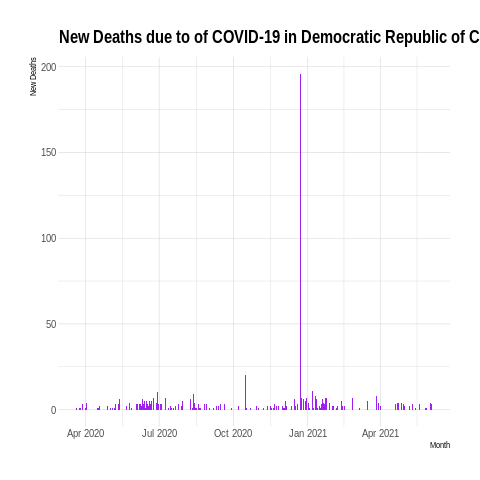 New Deaths due to of COVID-19 in Democratic Republic of C
New Deaths
200
150
100
50
0
Apr 2020 Jul 2020 Oct 2020 Jan 2021 Apr 2021
Month